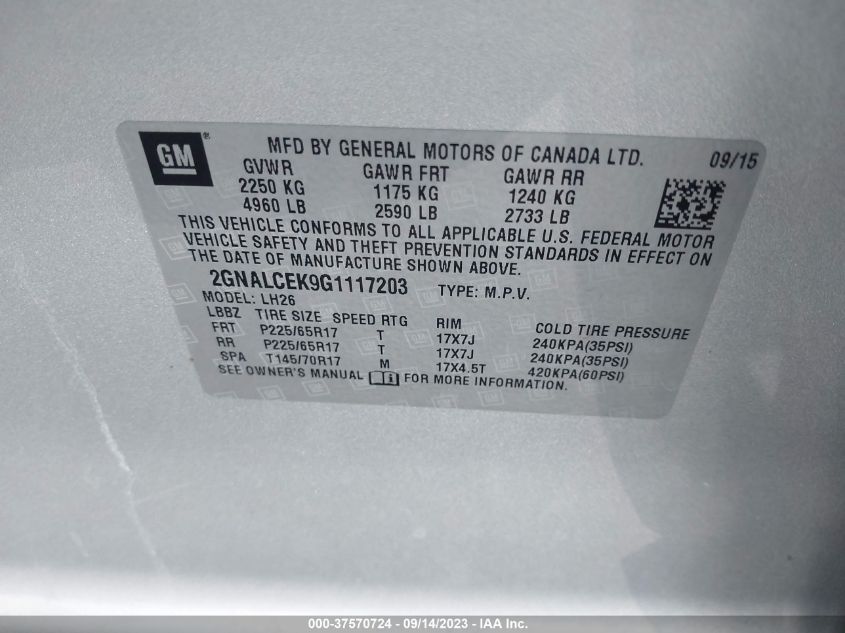 GM ®
MFD BY GENERAL MOTORS OF CANADA LTD. 09/15
GVWR GAWR FRT GAWR RR
2250 KG 1175 KG 1240 KG
4960 LB 2590 LB 2733 LB
THIS VEHICLE CONFORMS TO ALL APPLICABLE U.S. FEDERAL MOTOR
VEHICLE SAFETY AND THEFT PREVENTION STANDARDS IN EFFECT ON
THE DATE OF MANUFACTURE SHOWN ABOVE.
2GNALCEK9G1117203 TYPE: M.P.V.
MODEL: LH26
LBBZ TIRE SIZE SPEED RTG RIM COLD TIRE PRESSURE
FRT P225/65R17 T 17X7J 240KPA(35PSI)
RR P225/65R17 T 17X7J 240KPA(35PSI)
SPA T145/70R17 M 17X4.5T 420KPA(60PSI)
SEE OWNER'S MANUAL FOR MORE INFORMATION.
000-37570724 - 09/14/2023 - IAA Inc.